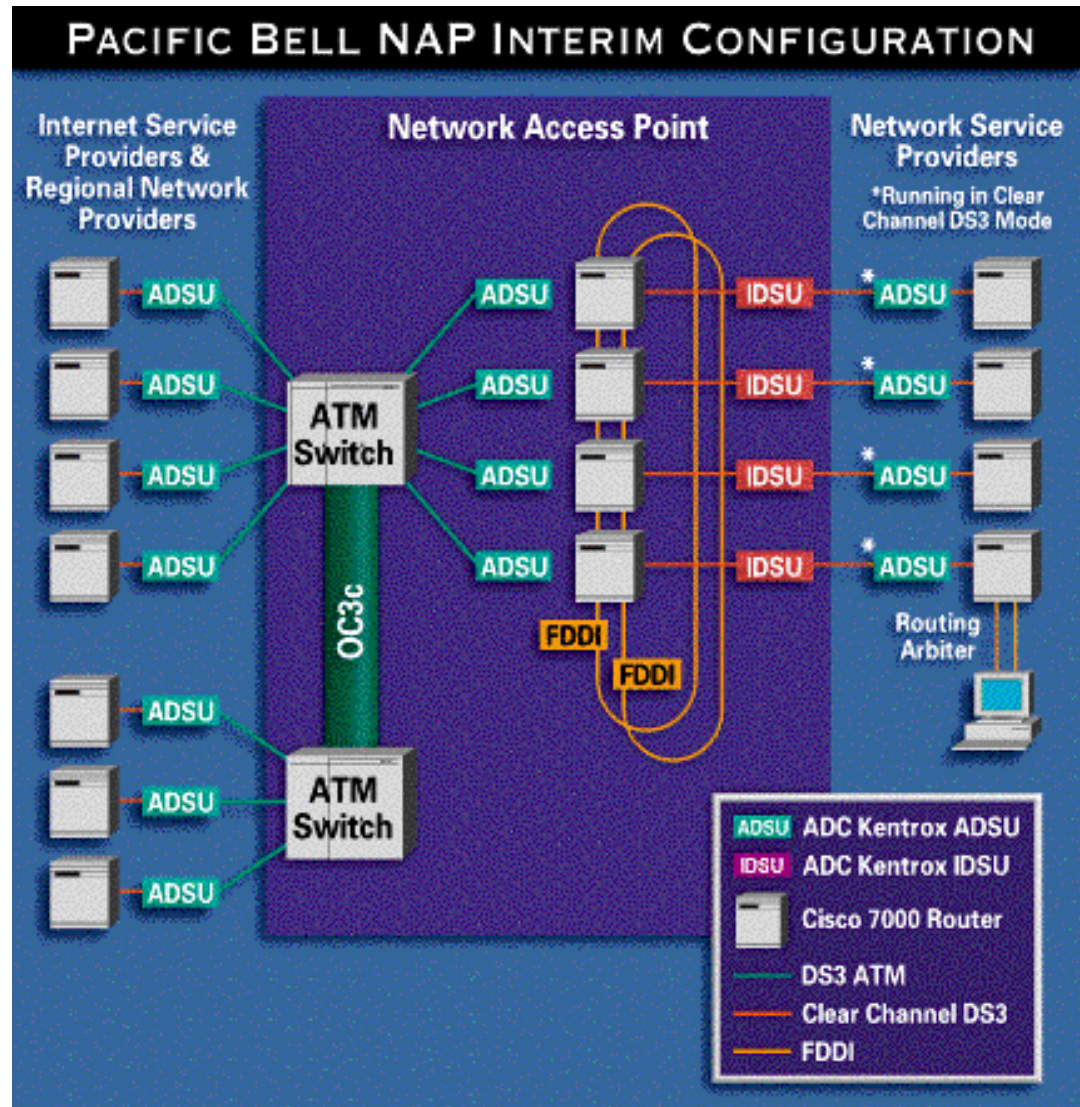 PACIFIC BELL NAP INTERIM CONFIGURATION
Internet Service
Providers &
Regional Network
Providers
Network Access Point
Network Service
Providers
*Running in Clear
Channel DS3 Mode
ADSU
ADSU
IDSU
*
ADSU
ADSU
ADSU
IDSU
*
ADSU
ATM
Switch
ADSU
ADSU
IDSU
*
ADSU
ADSU
ADSU
IDSU
*
ADSU
OC3c
FDDI
FDDI
Routing
Arbiter
ADSU
ADSU
ATM
Switch
ADSU
ADSU ADC Kentrox ADSU
IDSU ADC Kentrox IDSU
Cisco 7000 Router
DS3 ATM
Clear Channel DS3
FDDI